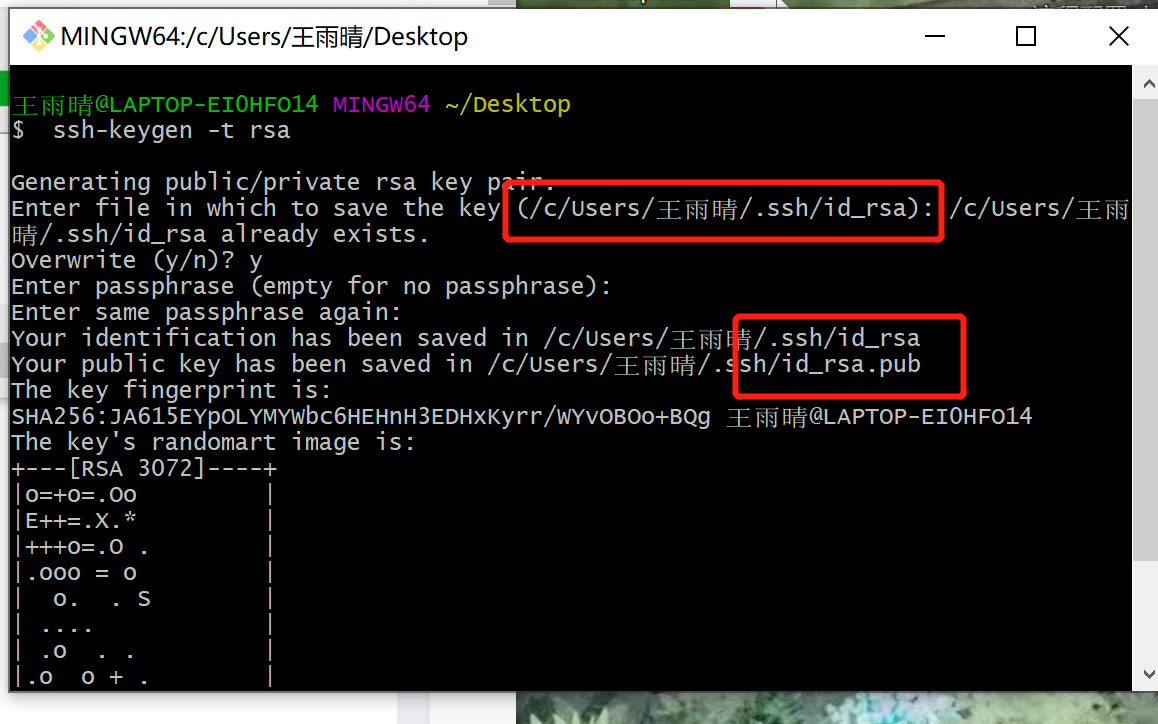 MINGW64:/c/Users/王雨晴/Desktop
王雨晴@LAPTOP-EI0HFO14 MINGW64 ~/Desktop
$  ssh-keygen -t rsa
Generating public/private rsa key pair.
Enter file in which to save the key (/c/Users/王雨晴/.ssh/id_rsa): /c/Users/王雨
晴/.ssh/id_rsa already exists.
Overwrite (y/n)? y
Enter passphrase (empty for no passphrase):
Enter same passphrase again:
Your identification has been saved in /c/Users/王雨晴/.ssh/id_rsa
Your public key has been saved in /c/Users/王雨晴/.ssh/id_rsa.pub
The key fingerprint is:
SHA256:JA615EYpOLYMYWbc6HEHnH3EDHxKyrr/WYvOBOo+BQg 王雨晴@LAPTOP-EI0HFO14
The key's randomart image is:
+---[RSA 3072]----+
|o=+o=.Oo         |
|E++=.X.*         |
|+++o=.O .        |
|.ooo = o         |
|  o.  . S        |
| ....            |
| .o  . .         |
|.o  o + .        |